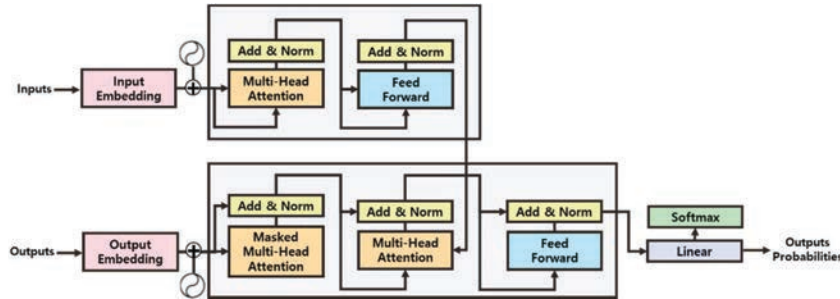 Inputs
Input
Embedding
Add & Norm
Multi-Head
Attention
Add & Norm
Feed
Forward
Outputs
Output
Embedding
Add & Norm
Masked
Multi-Head
Attention
Add & Norm
Multi-Head
Attention
Add & Norm
Feed
Forward
Softmax
Linear
Outputs
Probabilities